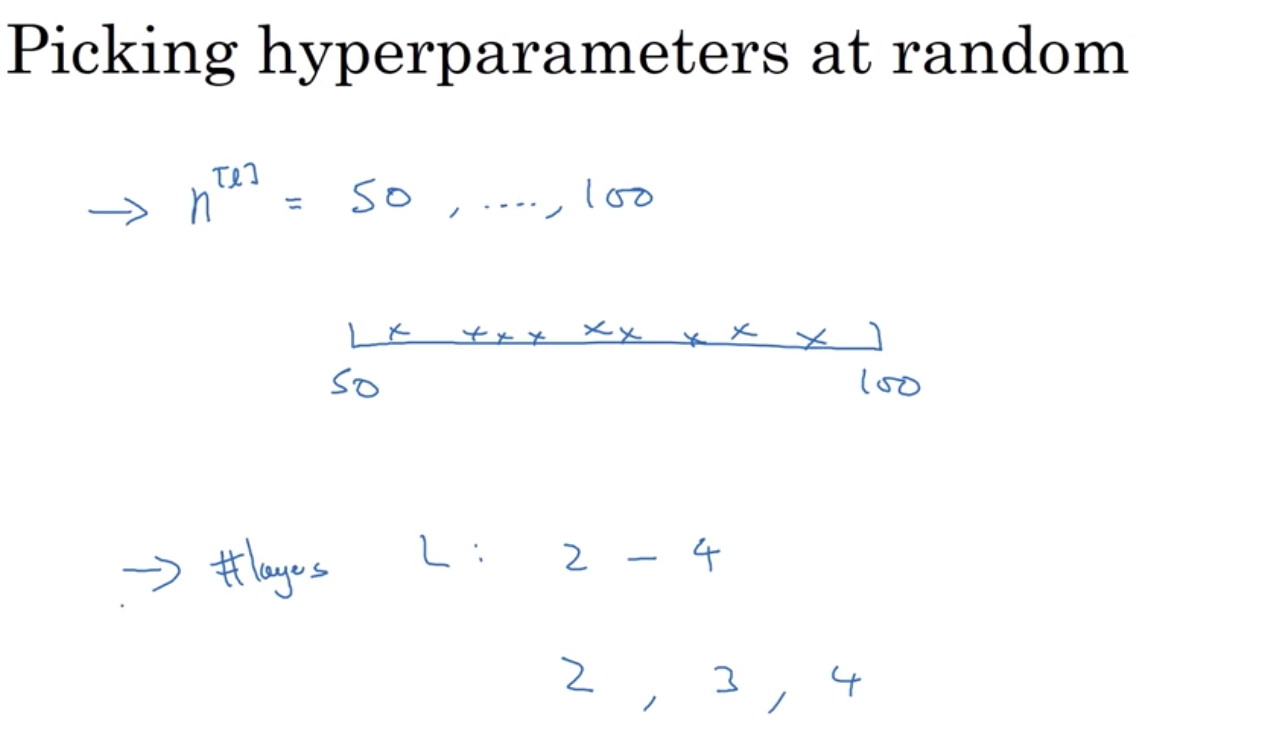 Picking hyperparameters at random
→ n^[l] = 50 , ...., 100
50 100
→ #layers L : 2 - 4
2 , 3 , 4